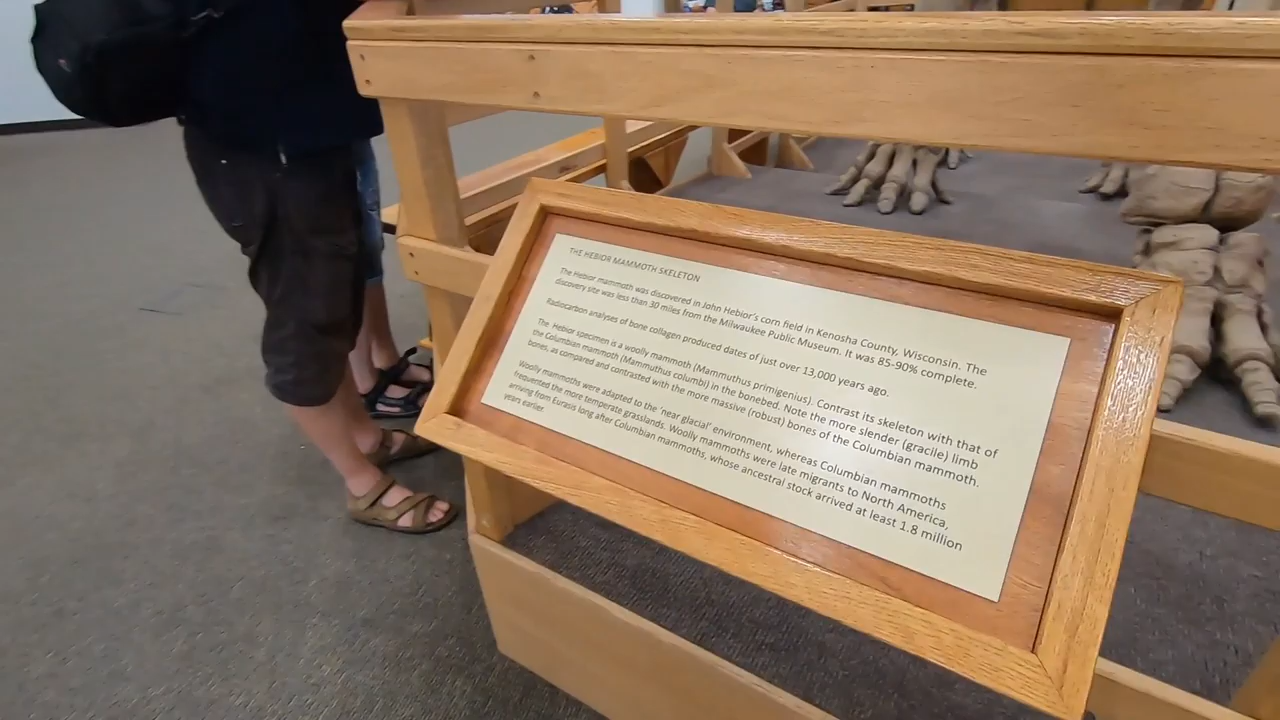 THE HEBIOR MAMMOTH SKELETON
The Hebior mammoth was discovered in John Hebior's corn field in Kenosha County, Wisconsin. The
discovery site was less than 30 miles from the Milwaukee Public Museum. It was 85-90% complete.
Radiocarbon analyses of bone collagen produced dates of just over 13,000 years ago.
The Hebior specimen is a woolly mammoth (Mammuthus primigenius). Contrast its skeleton with that of
the Columbian mammoth (Mammuthus columbi) in the bonebed. Note the more slender (gracile) limb
bones, as compared and contrasted with the more massive (robust) bones of the Columbian mammoth.
Woolly mammoths were adapted to the 'near glacial' environment, whereas Columbian mammoths
frequented the more temperate grasslands. Woolly mammoths were late migrants to North America,
arriving from Eurasis long after Columbian mammoths, whose ancestral stock arrived at least 1.8 million
years earlier.